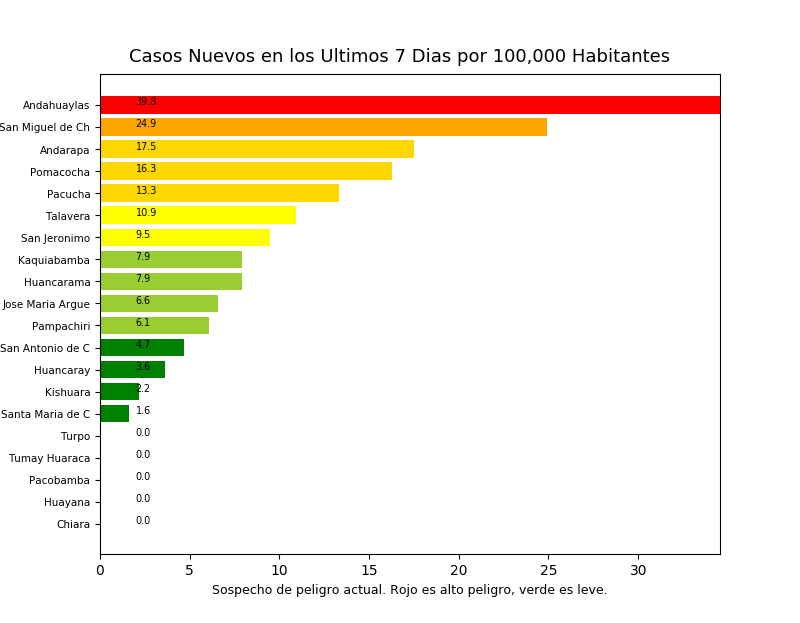 Casos Nuevos en los Ultimos 7 Dias por 100,000 Habitantes
Andahuaylas 39.8
San Miguel de Ch 24.9
Andarapa 17.5
Pomacocha 16.3
Pacucha 13.3
Talavera 10.9
San Jeronimo 9.5
Kaquiabamba 7.9
Huancarama 7.9
Jose Maria Argue 6.6
Pampachiri 6.1
San Antonio de C 4.7
Huancaray 3.6
Kishuara 2.2
Santa Maria de C 1.6
Turpo 0.0
Tumay Huaraca 0.0
Pacobamba 0.0
Huayana 0.0
Chiara 0.0
0 5 10 15 20 25 30
Sospecho de peligro actual. Rojo es alto peligro, verde es leve.